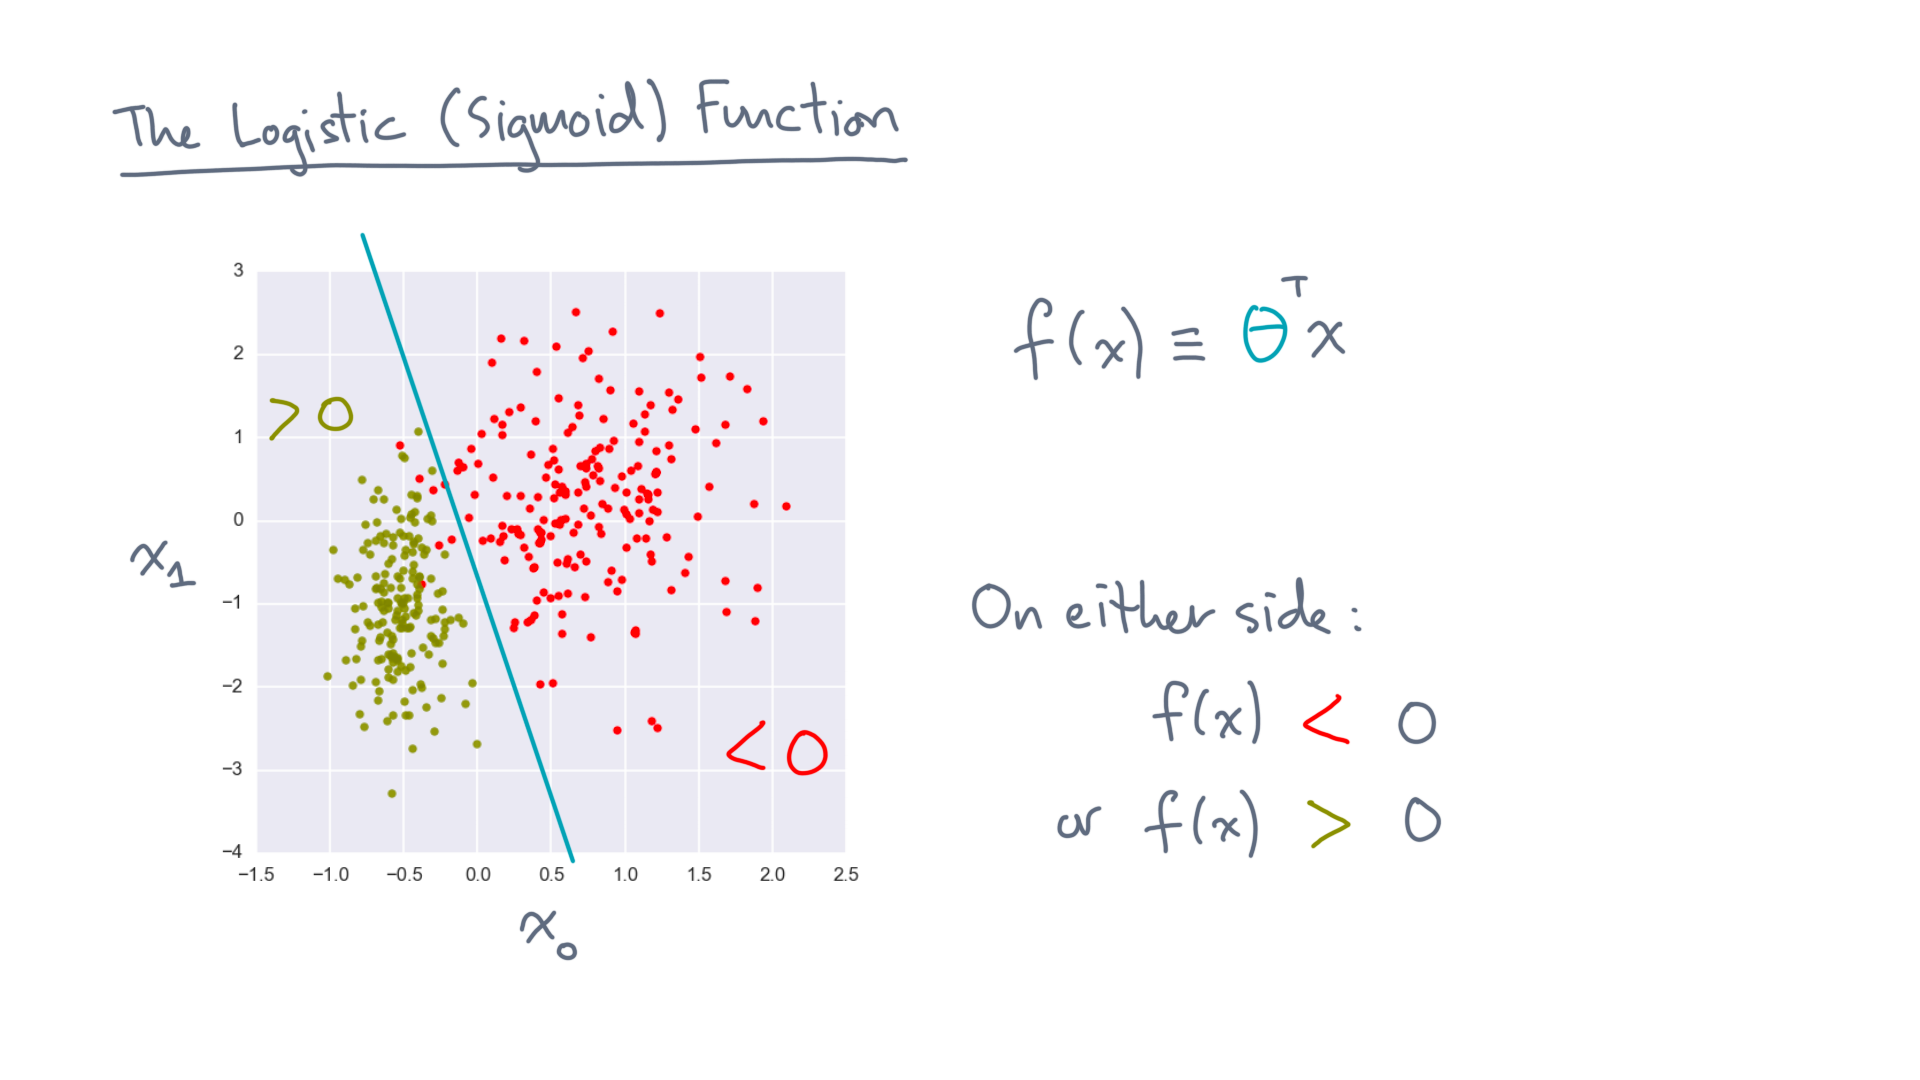 The Logistic (Sigmoid) Function
f(x) ≡ θᵀx
3
2
1
0
−1
−2
−3
−4
> 0
< 0
x₁
−1.5 −1.0 −0.5 0.0 0.5 1.0 1.5 2.0 2.5
x₀
On either side:
f(x) < 0
or f(x) > 0